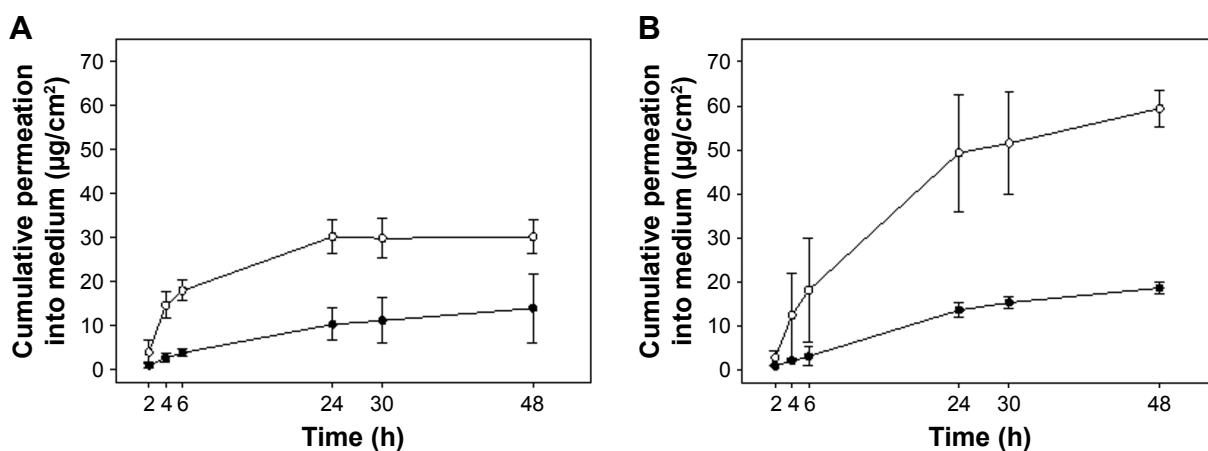 A
Cumulative permeation
into medium (µg/cm²)
70
60
50
40
30
20
10
0
2 4 6 24 30 48
Time (h)
B
Cumulative permeation
into medium (µg/cm²)
70
60
50
40
30
20
10
0
2 4 6 24 30 48
Time (h)